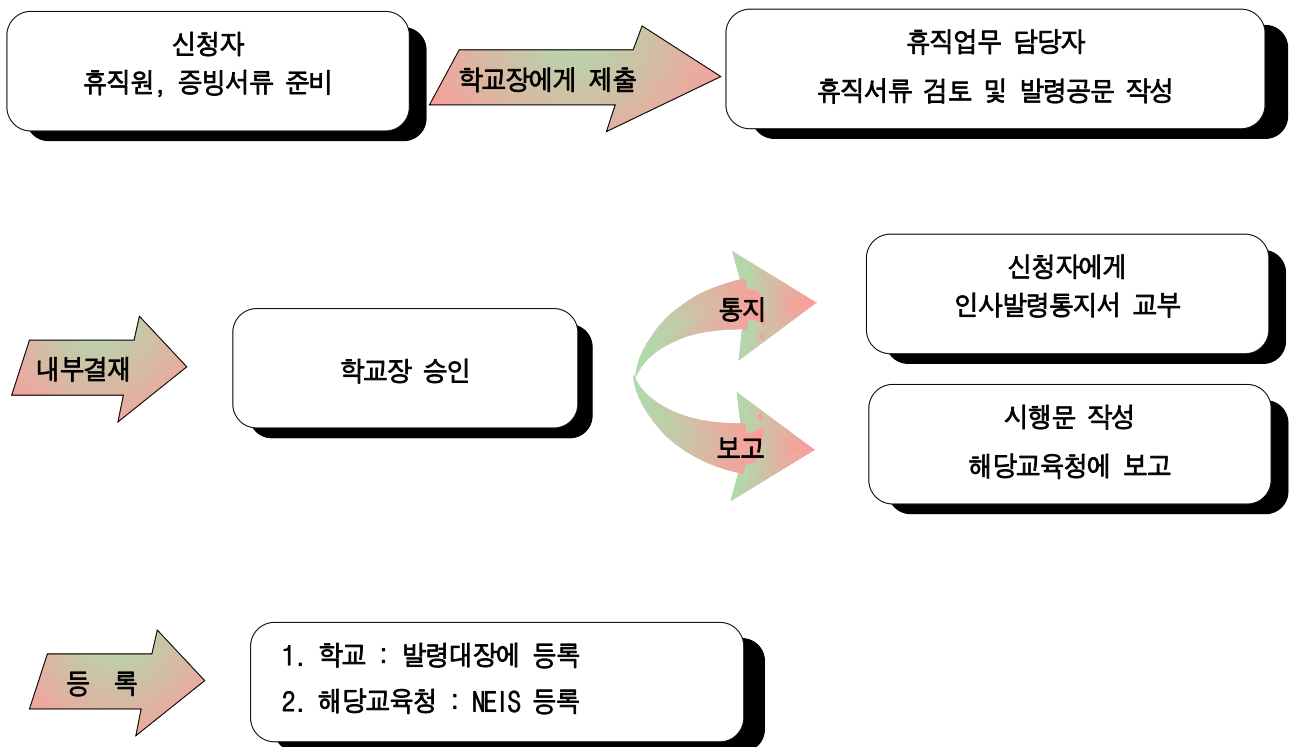 신청자
휴직원, 증빙서류 준비
학교장에게 제출
휴직업무 담당자
휴직서류 검토 및 발령공문 작성
내부결재
학교장 승인
통지
신청자에게
인사발령통지서 교부
보고
시행문 작성
해당교육청에 보고
등 록
1. 학교 : 발령대장에 등록
2. 해당교육청 : NEIS 등록